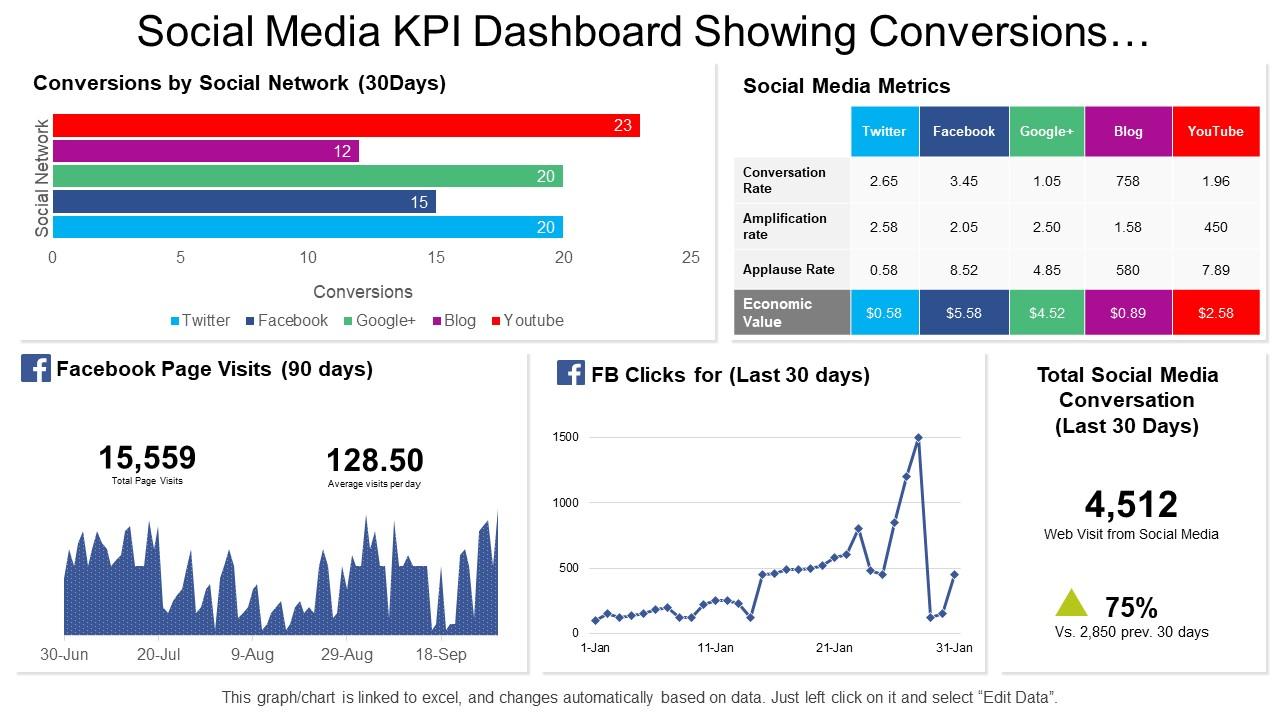 Social Media KPI Dashboard Showing Conversions…
Conversions by Social Network (30Days)
Social Network
23
12
20
15
20
0 5 10 15 20 25
Conversions
Twitter Facebook Google+ Blog Youtube
Social Media Metrics
Twitter Facebook Google+ Blog YouTube
Conversation
Rate
2.65 3.45 1.05 758 1.96
Amplification
rate
2.58 2.05 2.50 1.58 450
Applause Rate 0.58 8.52 4.85 580 7.89
Economic
Value
$0.58 $5.58 $4.52 $0.89 $2.58
f Facebook Page Visits (90 days)
15,559
Total Page Visits
128.50
Average visits per day
30-Jun 20-Jul 9-Aug 29-Aug 18-Sep
f FB Clicks for (Last 30 days)
1500
1000
500
0
1-Jan 11-Jan 21-Jan 31-Jan
Total Social Media
Conversation
(Last 30 Days)
4,512
Web Visit from Social Media
75%
Vs. 2,850 prev. 30 days
This graph/chart is linked to excel, and changes automatically based on data. Just left click on it and select “Edit Data”.